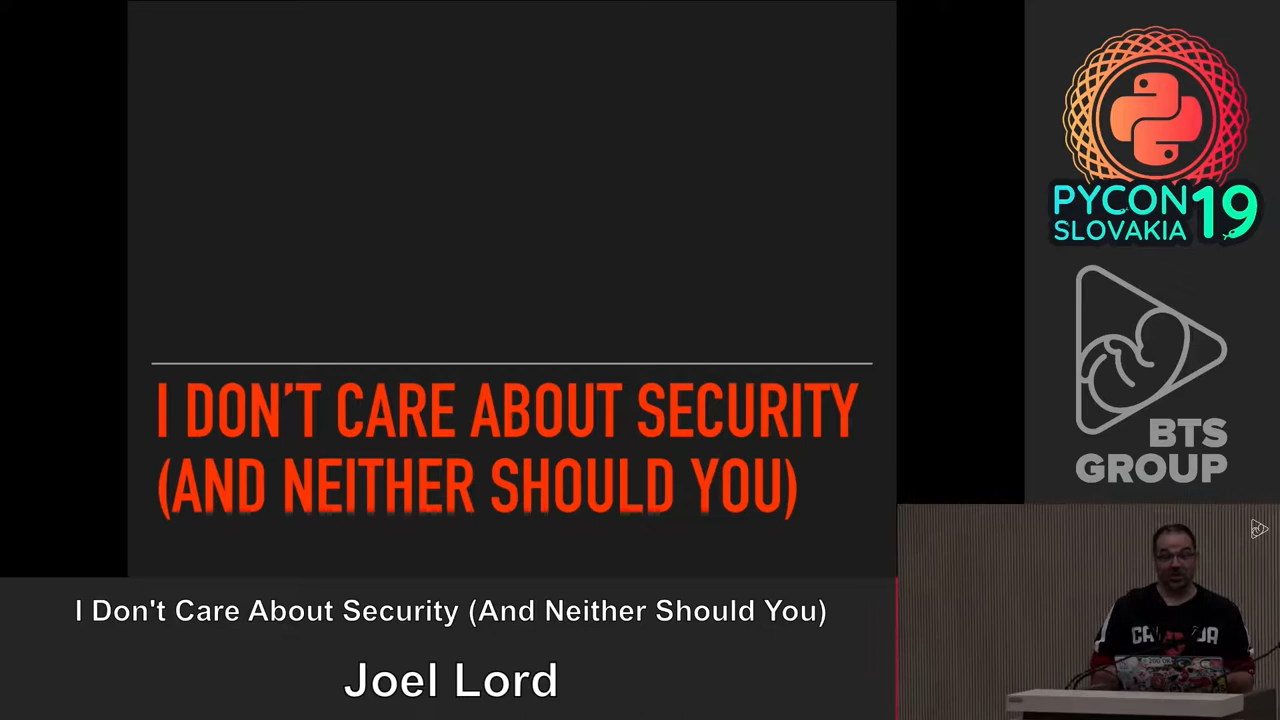 I DON'T CARE ABOUT SECURITY
(AND NEITHER SHOULD YOU)
PYCON 19
SLOVAKIA
BTS
GROUP
I Don't Care About Security (And Neither Should You)
Joel Lord